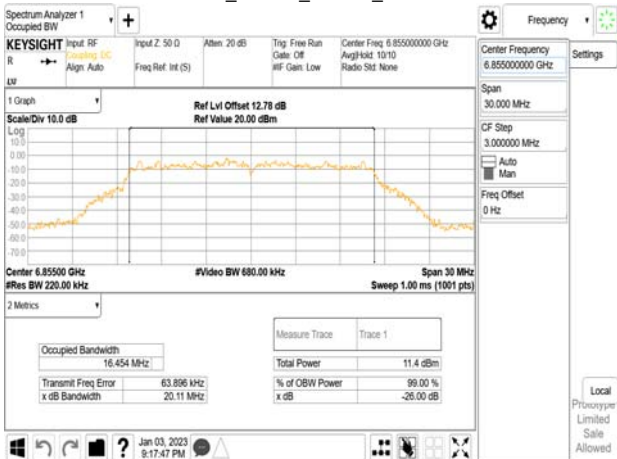 Spectrum Analyzer 1
Occupied BW
Frequency
KEYSIGHT
Input: RF
Coupling: DC
Align: Auto
Input Z: 50 Ω
Freq Ref: Int (S)
Atten: 20 dB
Trig: Free Run
Gate: Off
#IF Gain: Low
Center Freq: 6.855000000 GHz
Avg|Hold: 10/10
Radio Std: None
R
LVI
Center Frequency
6.855000000 GHz
Settings
Span
30.000 MHz
CF Step
3.000000 MHz
Auto
Man
Freq Offset
0 Hz
1 Graph
Scale/Div 10.0 dB
Ref Lvl Offset 12.78 dB
Ref Value 20.00 dBm
Log
10.0
0.00
-10.0
-20.0
-30.0
-40.0
-50.0
-60.0
-70.0
Center 6.85500 GHz
#Video BW 680.00 kHz
Span 30 MHz
#Res BW 220.00 kHz
Sweep 1.00 ms (1001 pts)
2 Metrics
Measure Trace Trace 1
Occupied Bandwidth
16.454 MHz
Total Power 11.4 dBm
Transmit Freq Error 63.896 kHz
% of OBW Power 99.00 %
x dB Bandwidth 20.11 MHz
x dB -26.00 dB
Local
Prototype
Limited
Sale
Allowed
Jan 03, 2023
9:17:47 PM